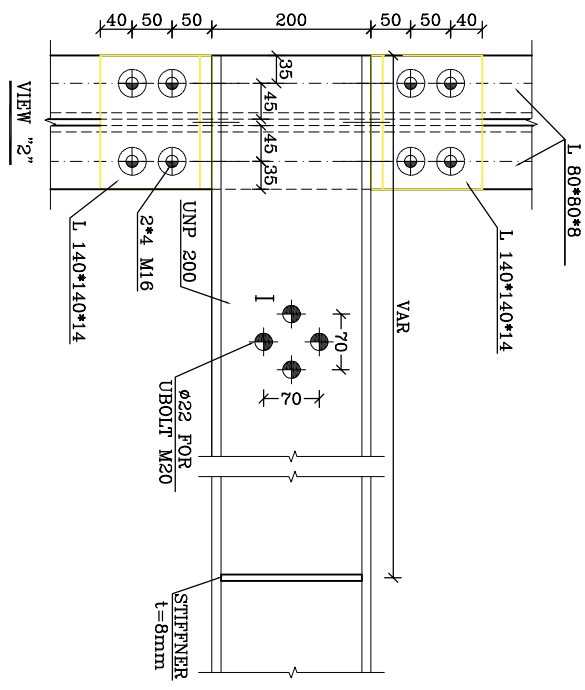 40 50 50 200 50 50 40
35
45
45
35
L 80*80*8
L 140*140*14
VIEW "2"
L 140*140*14
2*4 M16
UNP 200
VAR
I
70
70
ø22 FOR
UBOLT M20
STIFFNER
t=8mm